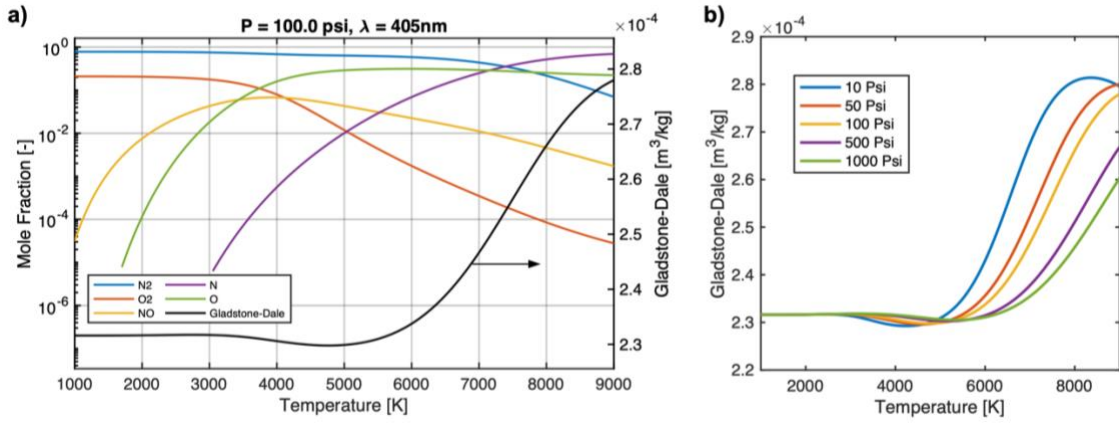 a)
P = 100.0 psi, λ = 405nm
×10⁻⁴
10⁰
10⁻²
10⁻⁴
10⁻⁶
Mole Fraction [-]
2.8
2.7
2.6
2.5
2.4
2.3
Gladstone-Dale [m³/kg]
N2
O2
NO
N
O
Gladstone-Dale
1000 2000 3000 4000 5000 6000 7000 8000 9000
Temperature [K]
b)
×10⁻⁴
2.9
2.8
2.7
2.6
2.5
2.4
2.3
2.2
Gladstone-Dale [m³/kg]
10 Psi
50 Psi
100 Psi
500 Psi
1000 Psi
2000 4000 6000 8000
Temperature [K]